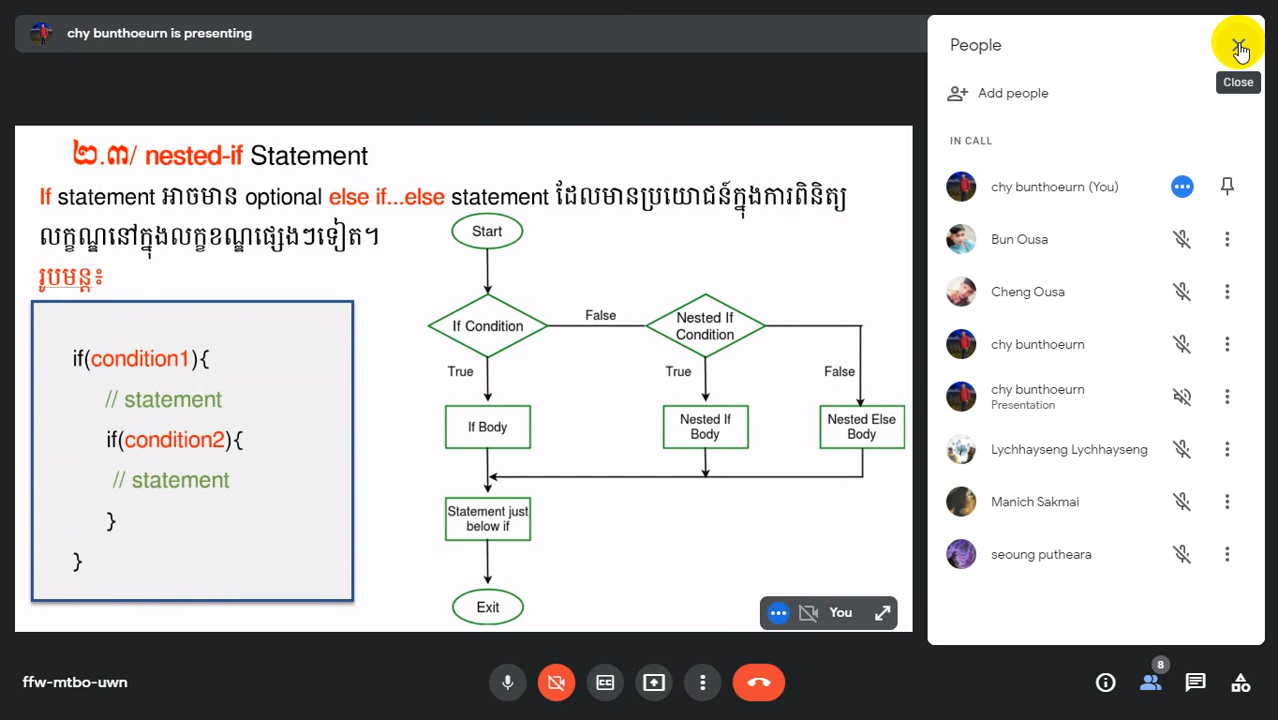 chy bunthoeurn is presenting
People
Close
Add people
IN CALL
chy bunthoeurn (You)
Bun Ousa
Cheng Ousa
chy bunthoeurn
chy bunthoeurn
Presentation
Lychhayseng Lychhayseng
Manich Sakmai
seoung putheara
២.៣/ nested-if Statement
If statement អាចមាន optional else if...else statement ដែលមានប្រយោជន៍ក្នុងការពិនិត្យ
លក្ខណ្ឌនៅក្នុងលក្ខខណ្ឌផ្សេងៗទៀត។
រូបមន្ត៖
if(condition1){
// statement
if(condition2){
// statement
}
}
Start
If Condition
False
Nested If
Condition
True
True
False
If Body
Nested If
Body
Nested Else
Body
Statement just
below if
Exit
You
ffw-mtbo-uwn
CC
8